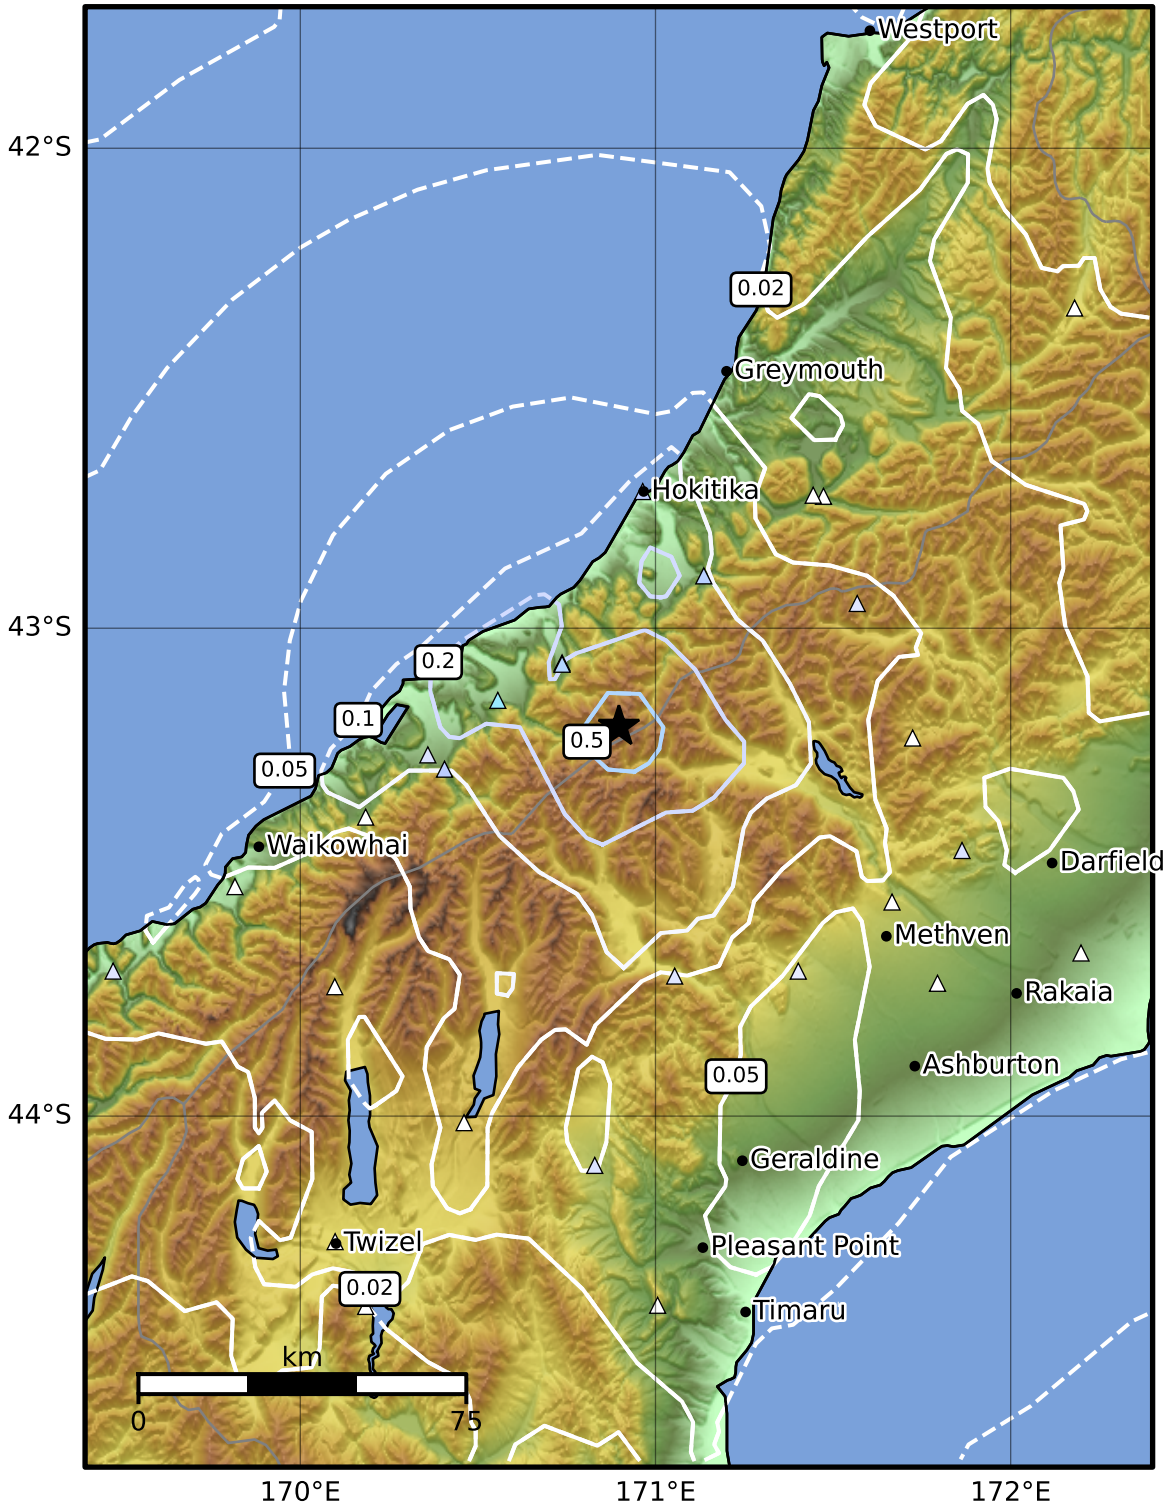 Westport
42°S
0.02
Greymouth
Hokitika
43°S
0.2
0.1
0.5
0.05
Waikowhai
Darfield
Methven
Rakaia
Ashburton
0.05
44°S
Geraldine
Twizel
Pleasant Point
0.02
Timaru
km
0
75
170°E
171°E
172°E